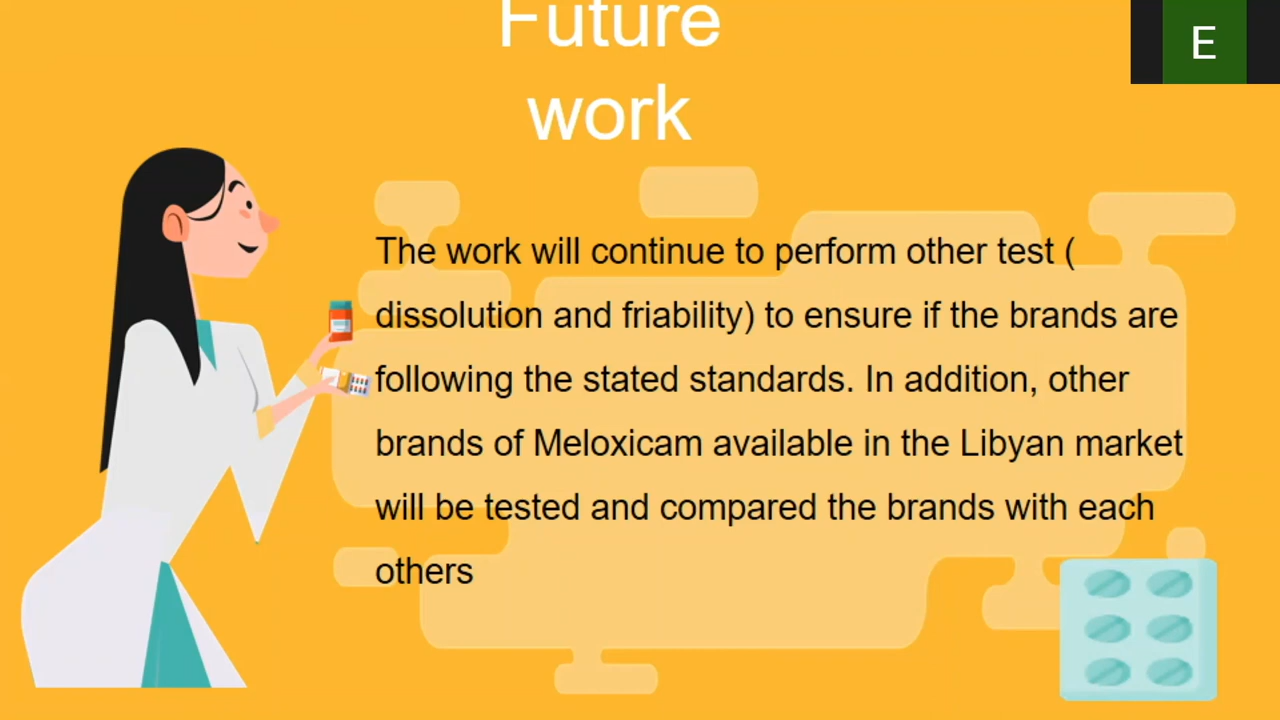 Future
work
E
The work will continue to perform other test (
dissolution and friability) to ensure if the brands are
following the stated standards. In addition, other
brands of Meloxicam available in the Libyan market
will be tested and compared the brands with each
others